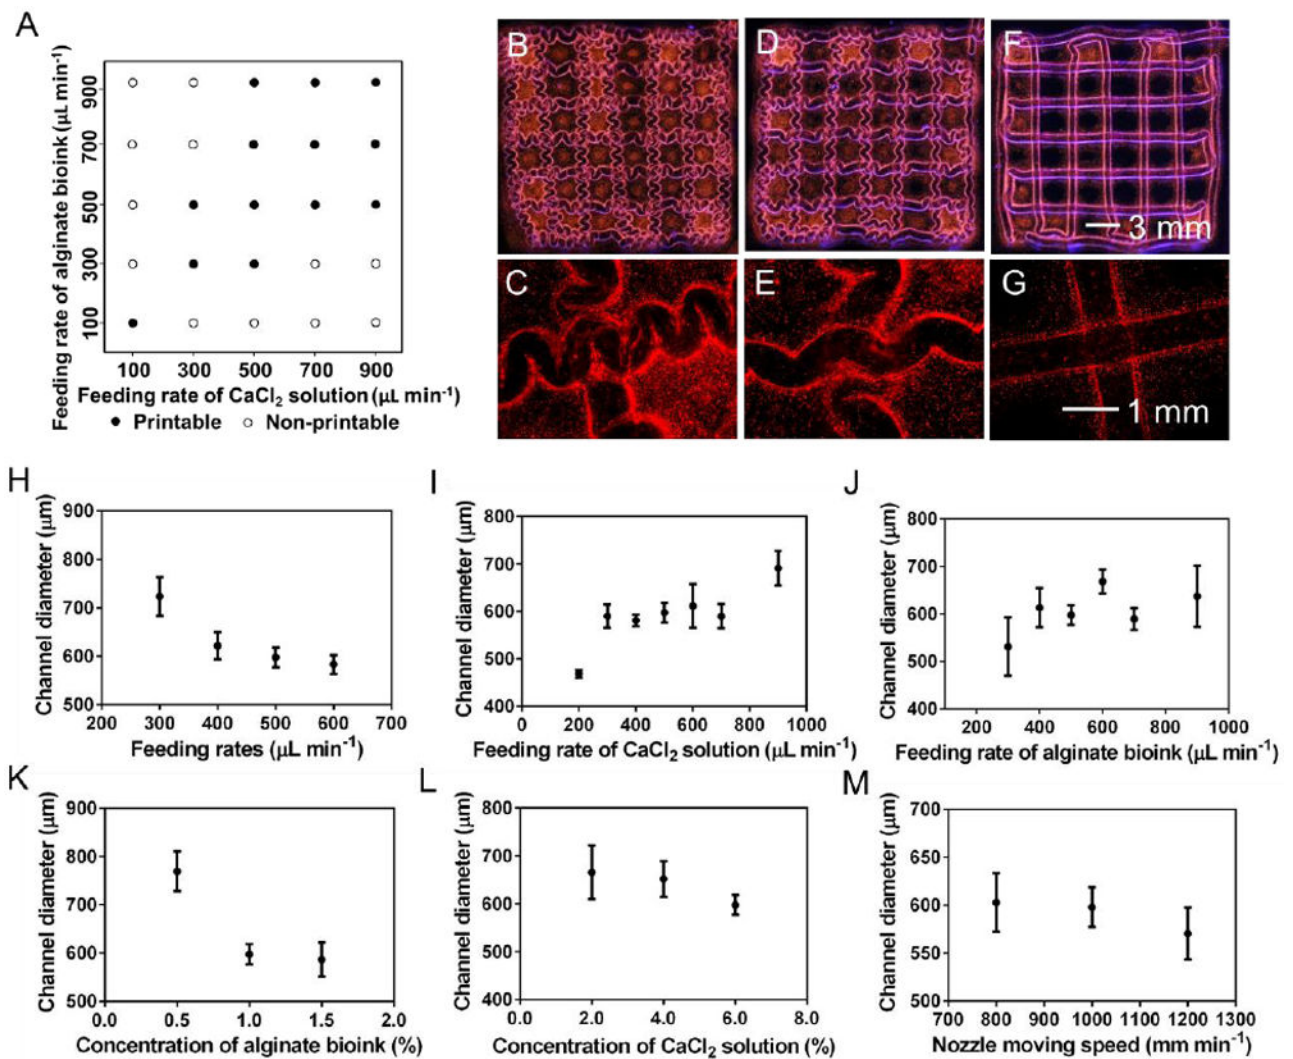 A
Feeding rate of alginate bioink (μL min-1)
900
700
500
300
100
100 300 500 700 900
Feeding rate of CaCl2 solution (μL min-1)
Printable Non-printable
B
D
F
3 mm
C
E
G
1 mm
H
Channel diameter (μm)
900
800
700
600
500
200 300 400 500 600 700
Feeding rates (μL min-1)
I
Channel diameter (μm)
800
700
600
500
400
0 200 400 600 800 1000
Feeding rate of CaCl2 solution (μL min-1)
J
Channel diameter (μm)
800
700
600
500
400
200 400 600 800 1000
Feeding rate of alginate bioink (μL min-1)
K
Channel diameter (μm)
900
800
700
600
500
0.0 0.5 1.0 1.5 2.0
Concentration of alginate bioink (%)
L
Channel diameter (μm)
800
700
600
500
400
0.0 2.0 4.0 6.0 8.0
Concentration of CaCl2 solution (%)
M
Channel diameter (μm)
700
650
600
550
500
700 800 900 1000 1100 1200 1300
Nozzle moving speed (mm min-1)